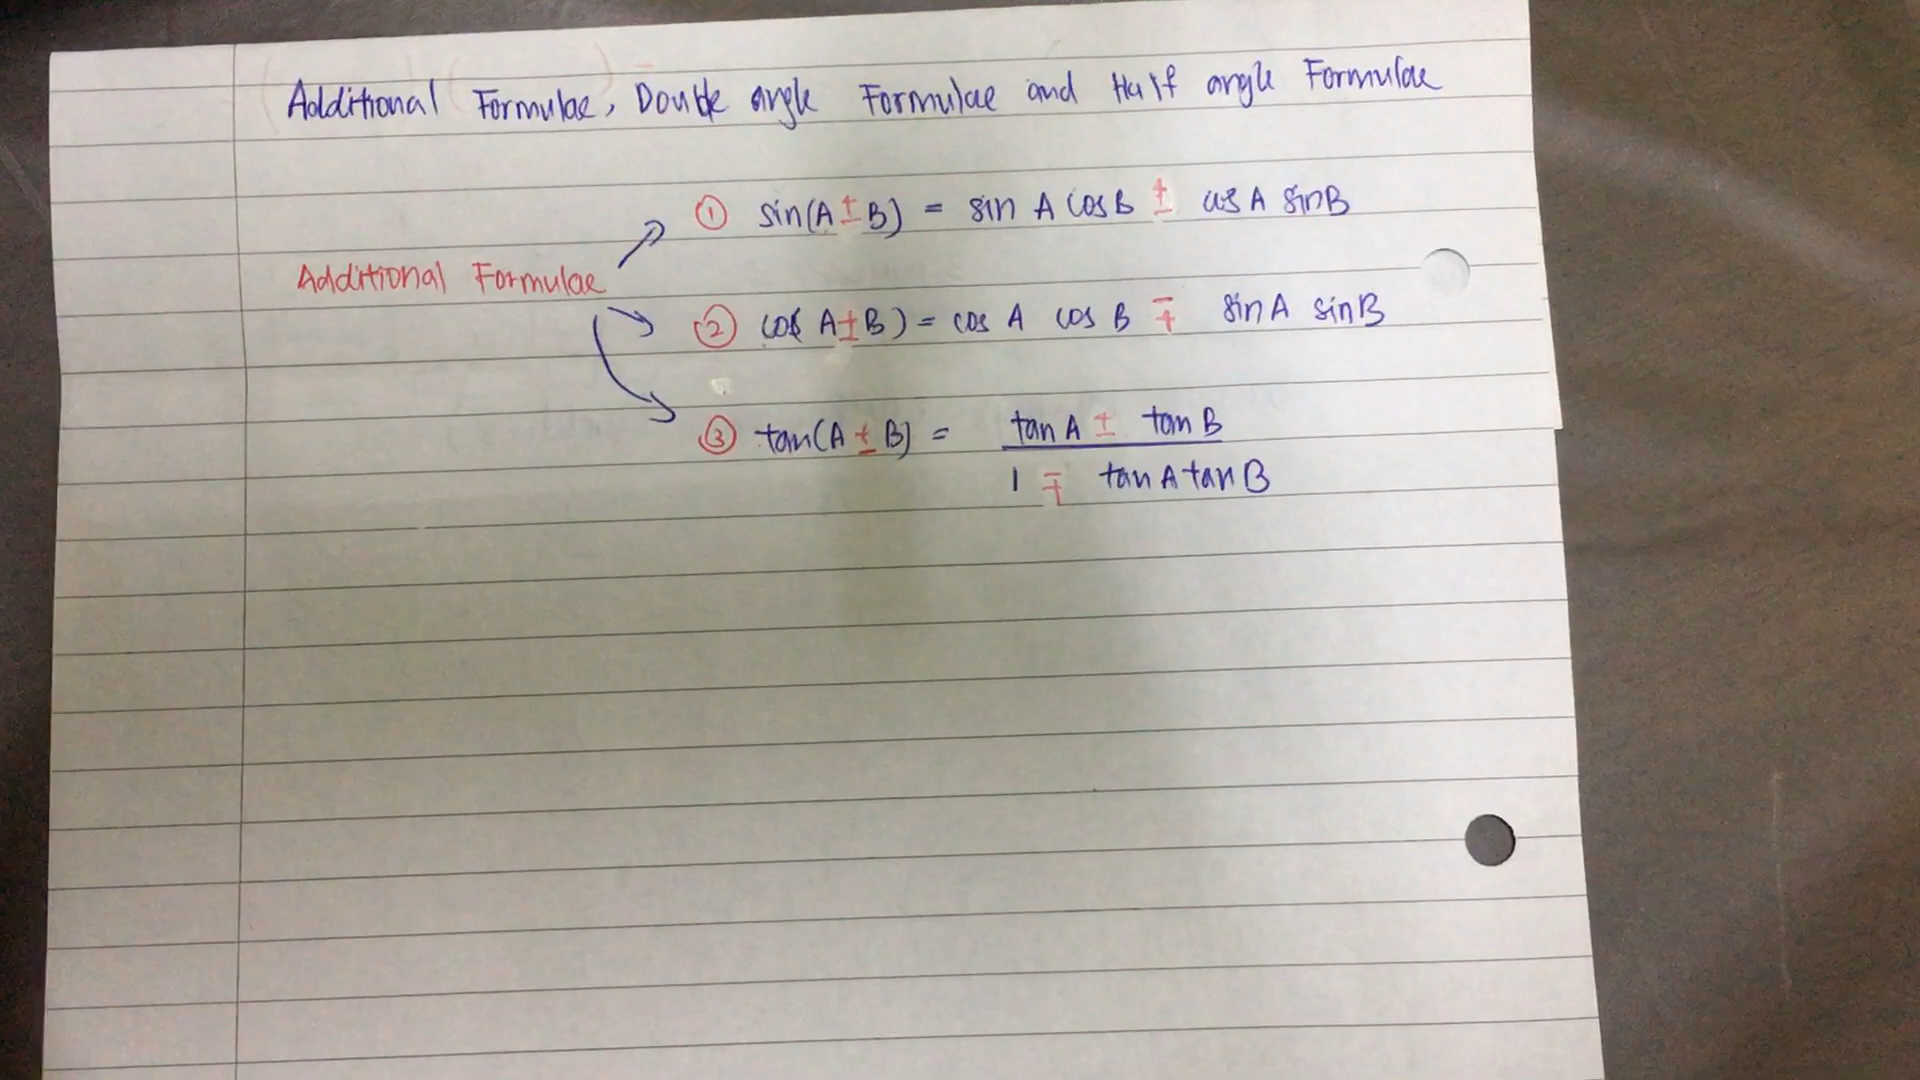 Additional Formulae, Double angle Formulae and Half angle Formulae
① sin(A ± B) = sin A cos B ± cos A sin B
Additional Formulae
② cos( A ± B ) = cos A cos B ∓ sin A sin B
③ tan(A ± B) = tan A ± tan B
1 ∓ tan A tan B